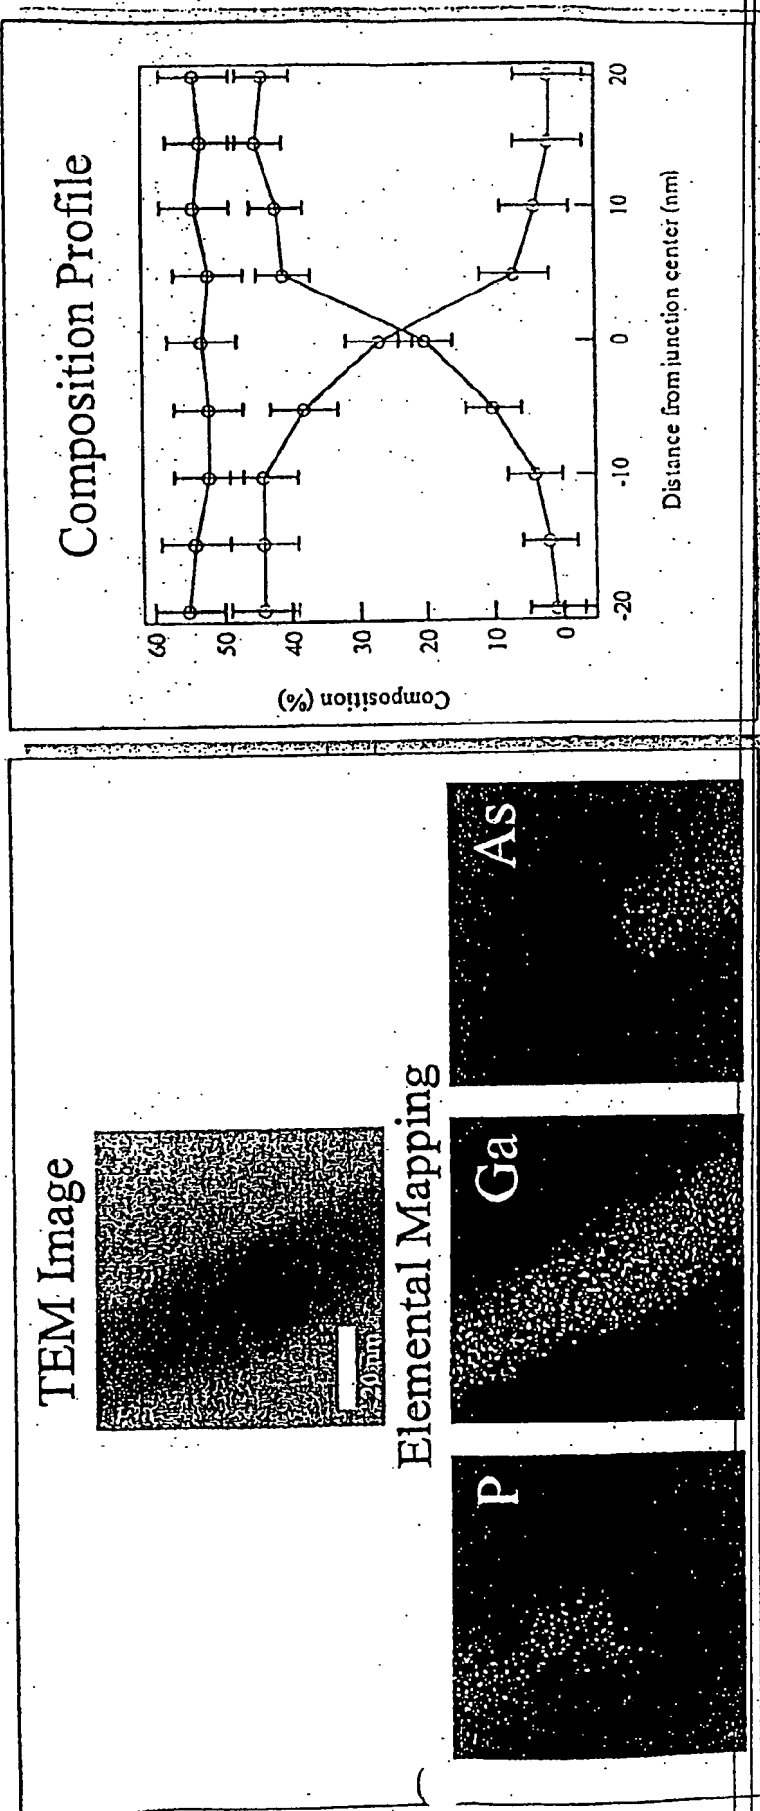 TEM Image
20nm
Elemental Mapping
P
Ga
As
Composition Profile
Composition (%)
60
50
40
30
20
10
0
-20
-10
0
10
20
Distance from junction center (nm)